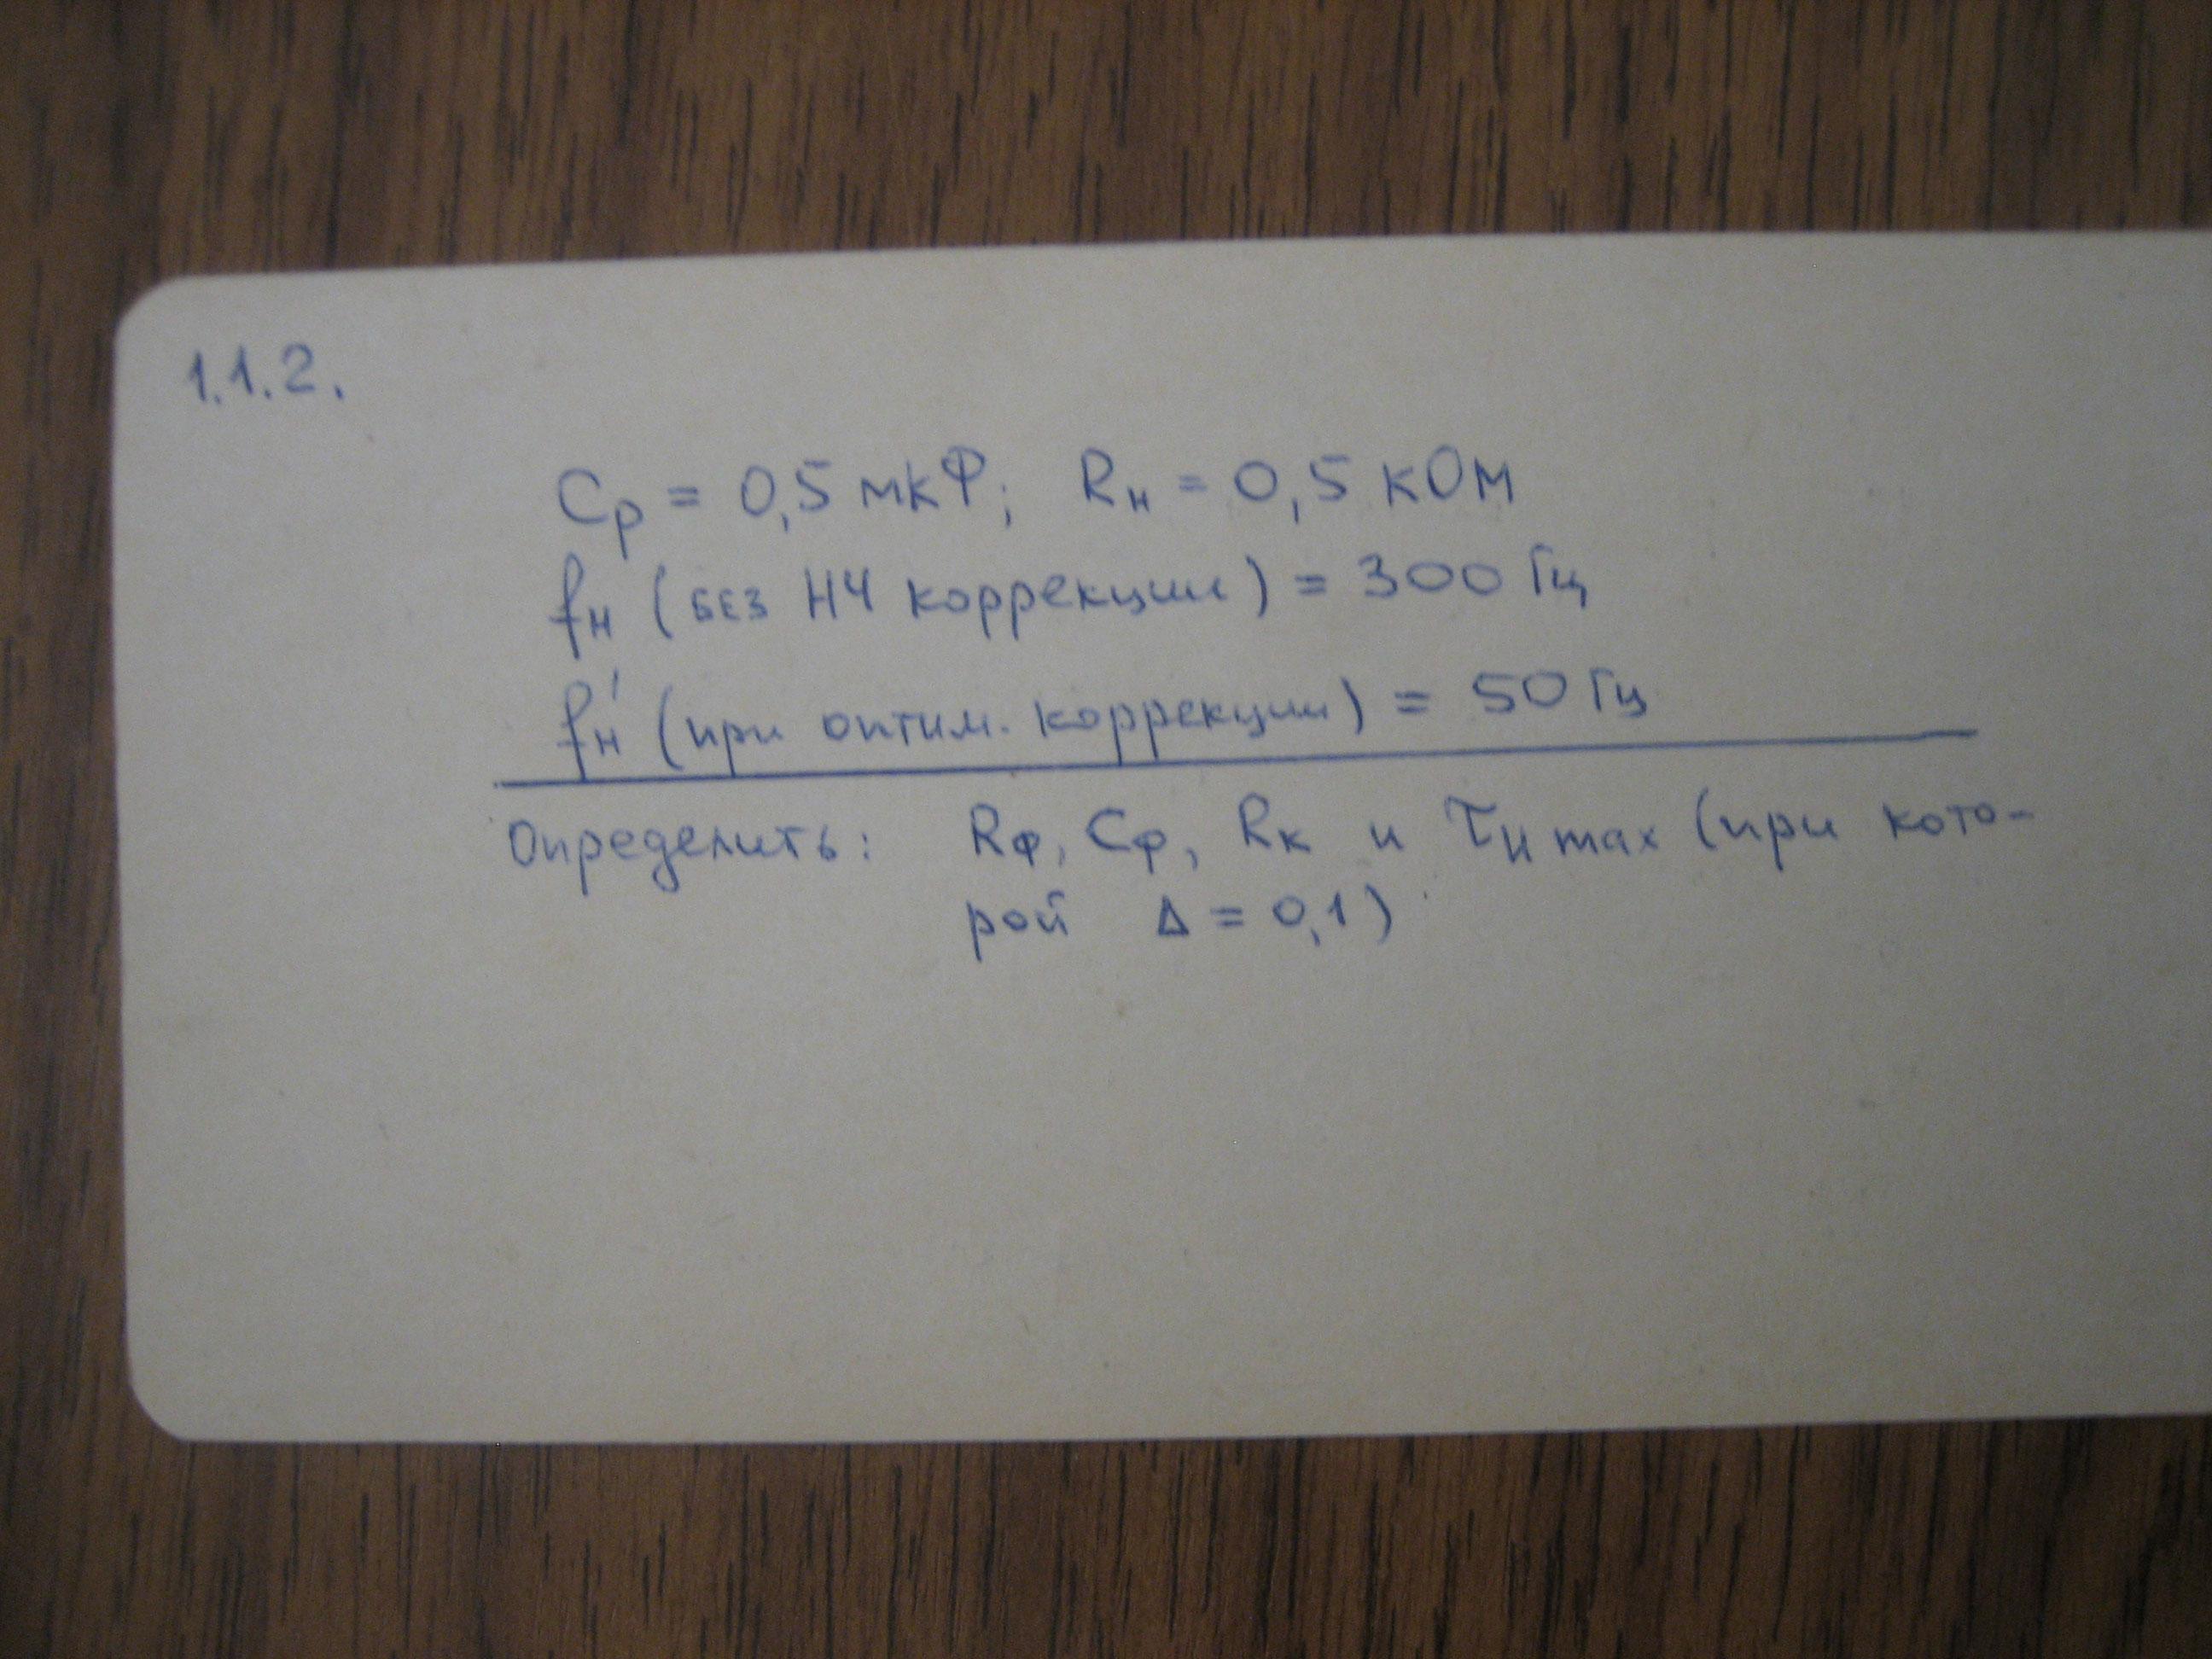 1.1.2.
Cр = 0,5 мкФ; Rн = 0,5 кОм
fн (без НЧ коррекции) = 300 Гц
fн' (при оптим. коррекции) = 50 Гц
Определить: Rф, Cф, Rк и τи max (при кото-
рой Δ = 0,1)